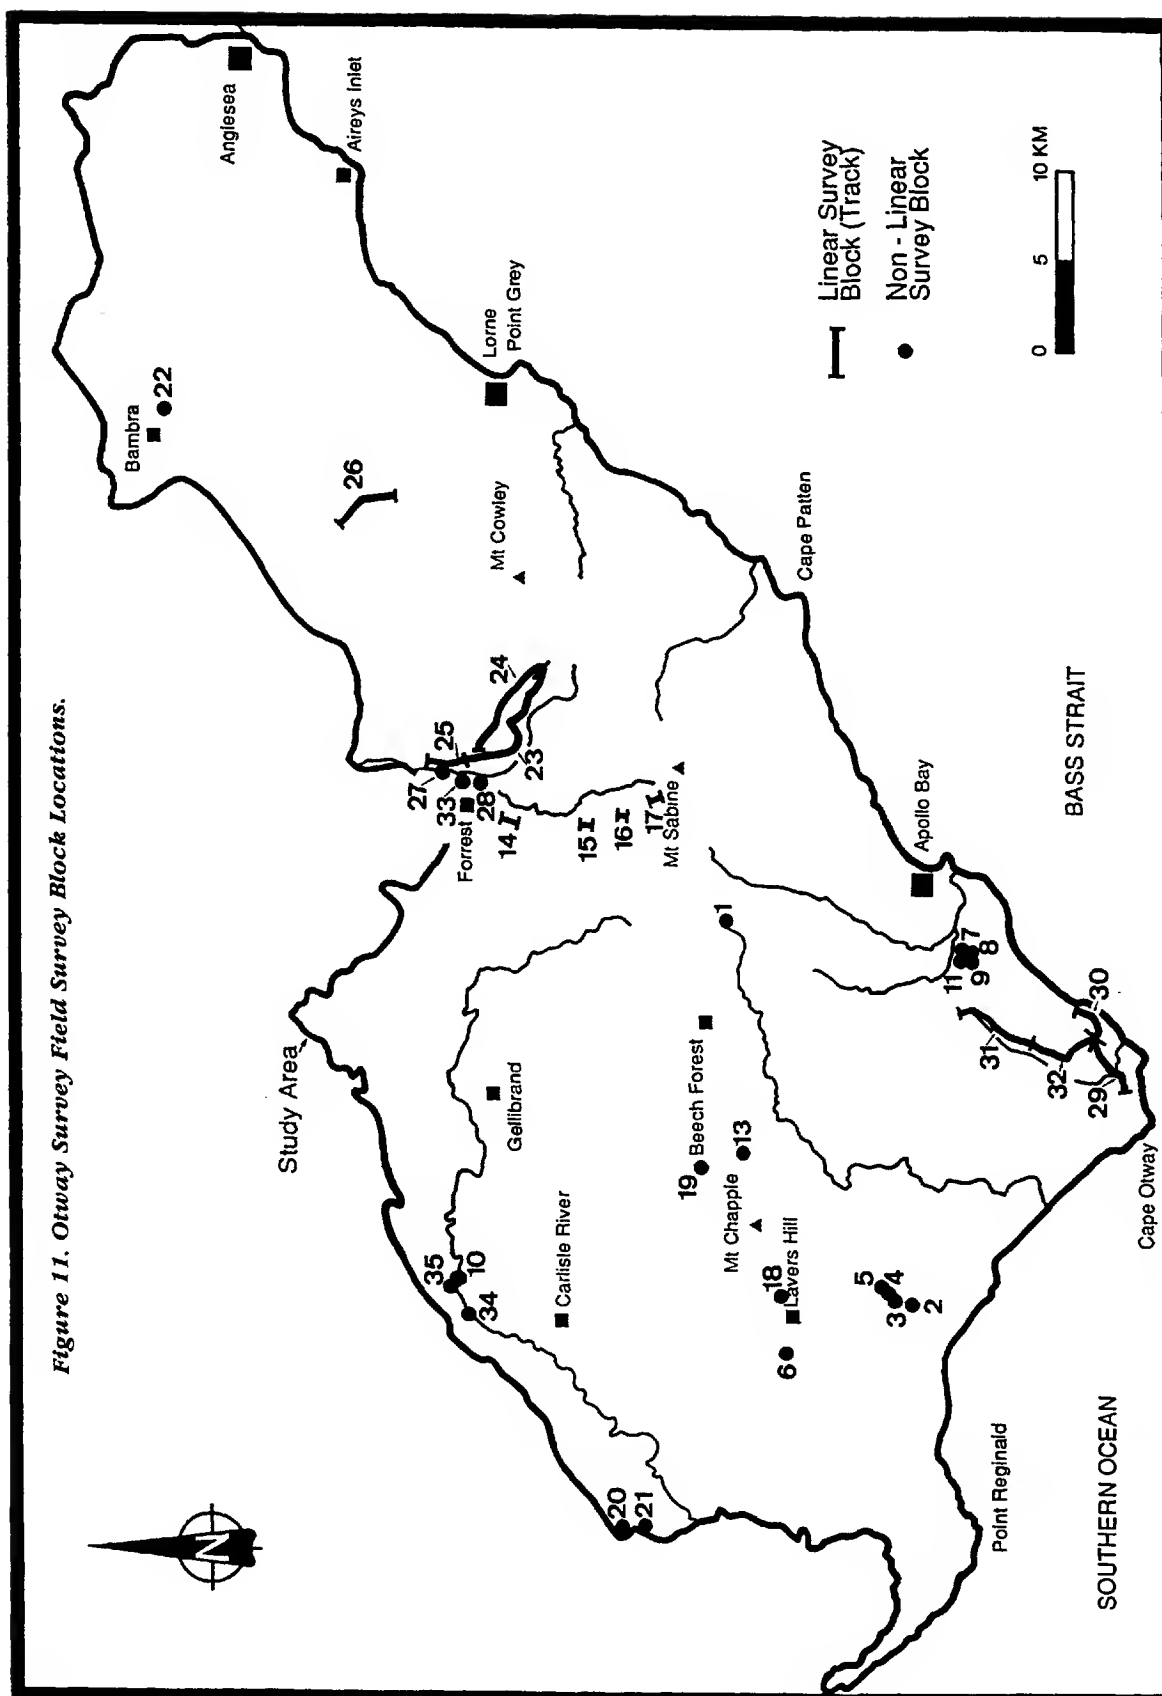 Figure 11. Otway Survey Field Survey Block Locations.
N
Study Area
Anglesea
Aireys Inlet
Bambra
22
26
Lorne
Point Grey
Mt Cowley
24
25
23
27
33
28
Forrest
14
15
16
17
Mt Sabine
Cape Patten
Apollo Bay
BASS STRAIT
1
7
8
9
11
30
31
32
29
Cape Otway
Gellibrand
Beech Forest
19
13
Mt Chapple
18
Lavers Hill
6
5
4
3
2
35
10
34
Carlisle River
20
21
Point Reginald
SOUTHERN OCEAN
Linear Survey
Block (Track)
Non - Linear
Survey Block
0 5 10 KM